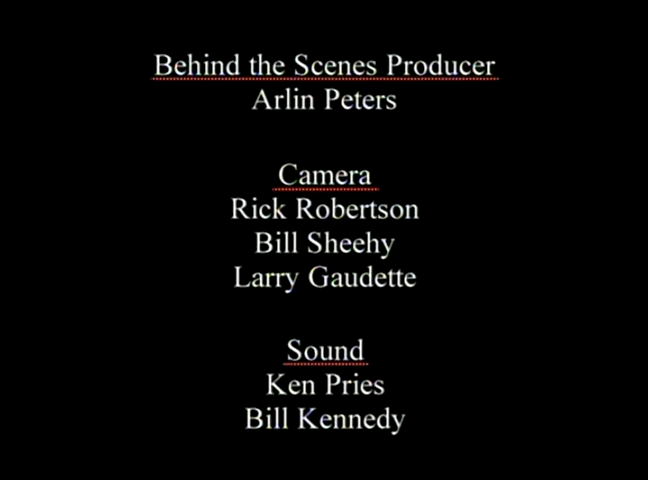 Behind the Scenes Producer
Arlin Peters
Camera
Rick Robertson
Bill Sheehy
Larry Gaudette
Sound
Ken Pries
Bill Kennedy